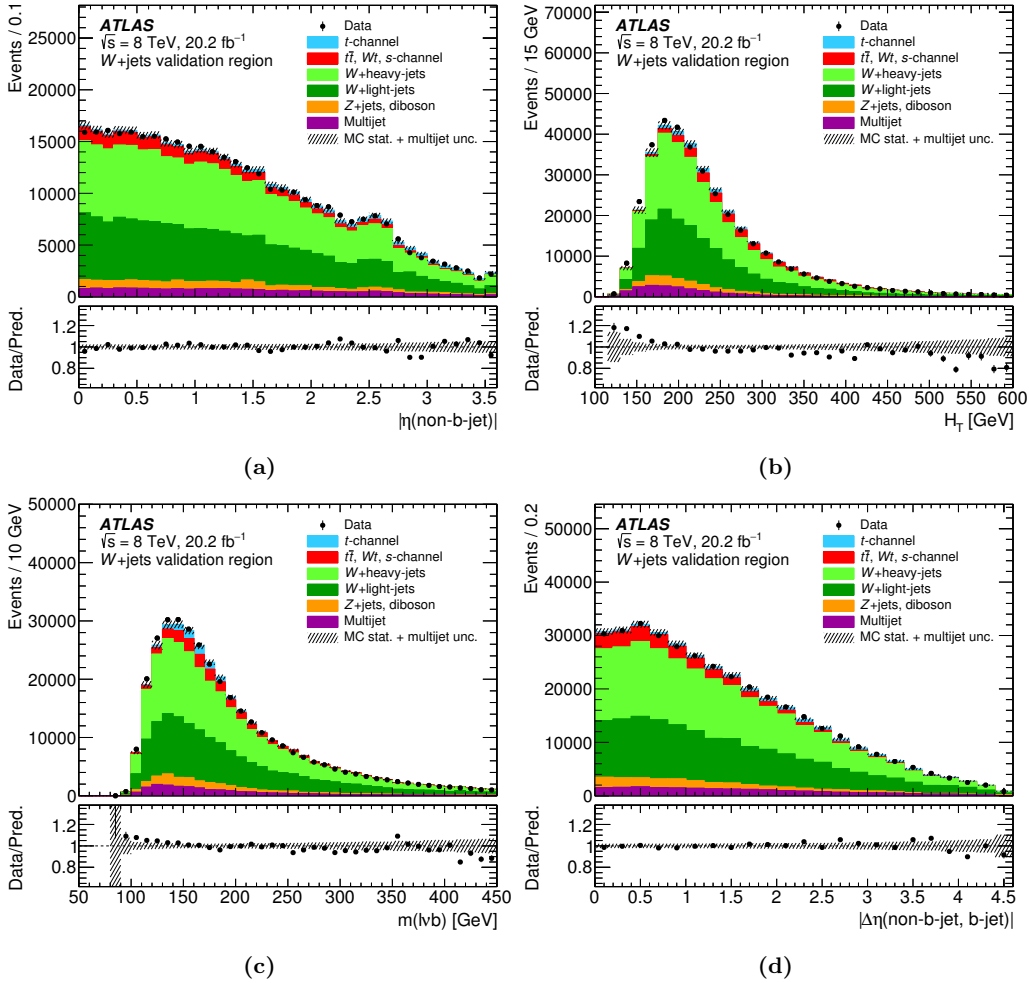 ATLAS
√s = 8 TeV, 20.2 fb⁻¹
W+jets validation region
Data
t-channel
tt̄, Wt, s-channel
W+heavy-jets
W+light-jets
Z+jets, diboson
Multijet
MC stat. + multijet unc.
Events / 0.1
25000
20000
15000
10000
5000
0
Data/Pred.
1.2
1
0.8
0 0.5 1 1.5 2 2.5 3 3.5
|η(non-b-jet)|
(a)
ATLAS
√s = 8 TeV, 20.2 fb⁻¹
W+jets validation region
Data
t-channel
tt̄, Wt, s-channel
W+heavy-jets
W+light-jets
Z+jets, diboson
Multijet
MC stat. + multijet unc.
Events / 15 GeV
70000
60000
50000
40000
30000
20000
10000
0
Data/Pred.
1.2
1
0.8
100 150 200 250 300 350 400 450 500 550 600
H_T [GeV]
(b)
ATLAS
√s = 8 TeV, 20.2 fb⁻¹
W+jets validation region
Data
t-channel
tt̄, Wt, s-channel
W+heavy-jets
W+light-jets
Z+jets, diboson
Multijet
MC stat. + multijet unc.
Events / 10 GeV
50000
40000
30000
20000
10000
0
Data/Pred.
1.2
1
0.8
50 100 150 200 250 300 350 400 450
m(lνb) [GeV]
(c)
ATLAS
√s = 8 TeV, 20.2 fb⁻¹
W+jets validation region
Data
t-channel
tt̄, Wt, s-channel
W+heavy-jets
W+light-jets
Z+jets, diboson
Multijet
MC stat. + multijet unc.
Events / 0.2
50000
40000
30000
20000
10000
0
Data/Pred.
1.2
1
0.8
0 0.5 1 1.5 2 2.5 3 3.5 4 4.5
|Δη(non-b-jet, b-jet)|
(d)